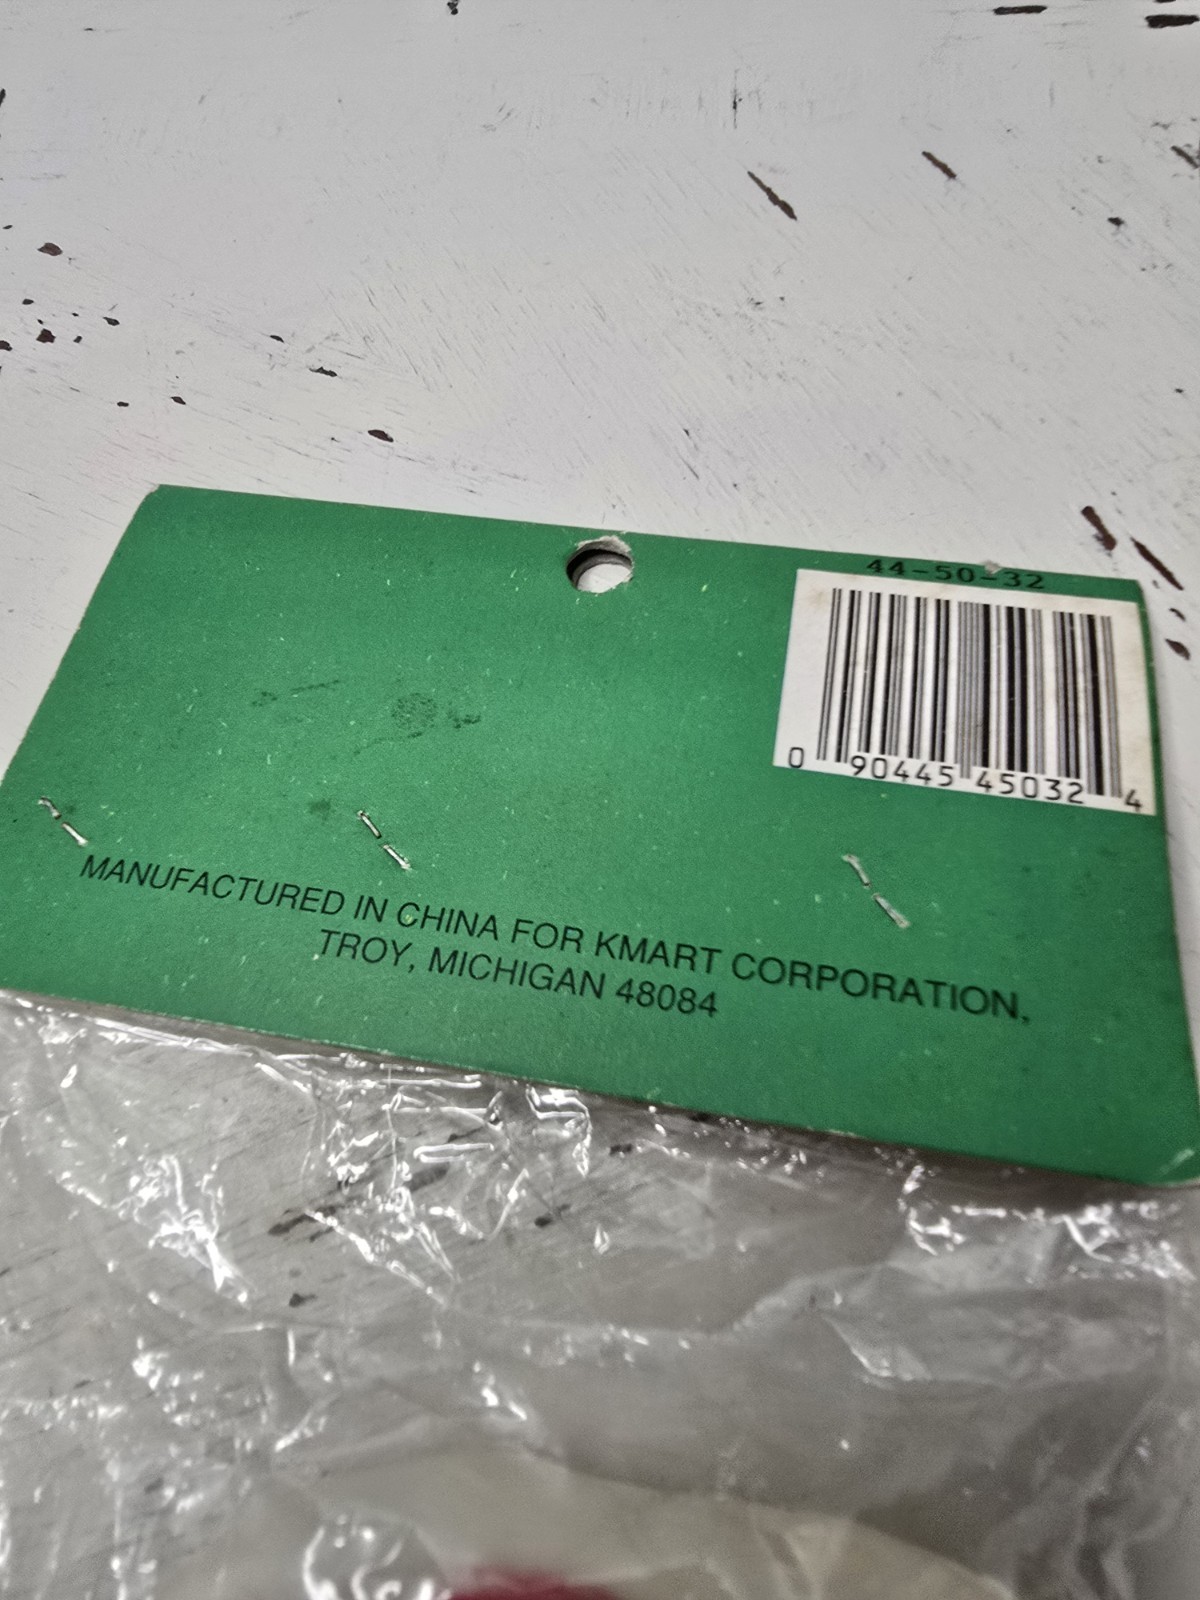 44-50-32
0 90445 45032 4
MANUFACTURED IN CHINA FOR KMART CORPORATION,
TROY, MICHIGAN 48084